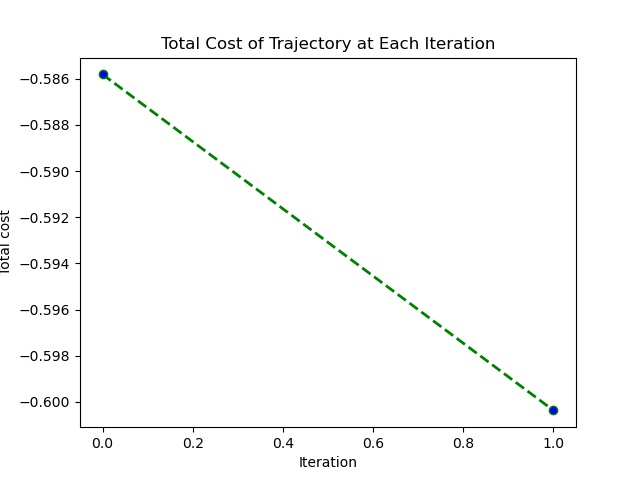 Total Cost of Trajectory at Each Iteration
−0.586
−0.588
−0.590
−0.592
−0.594
−0.596
−0.598
−0.600
Total cost
0.0 0.2 0.4 0.6 0.8 1.0
Iteration